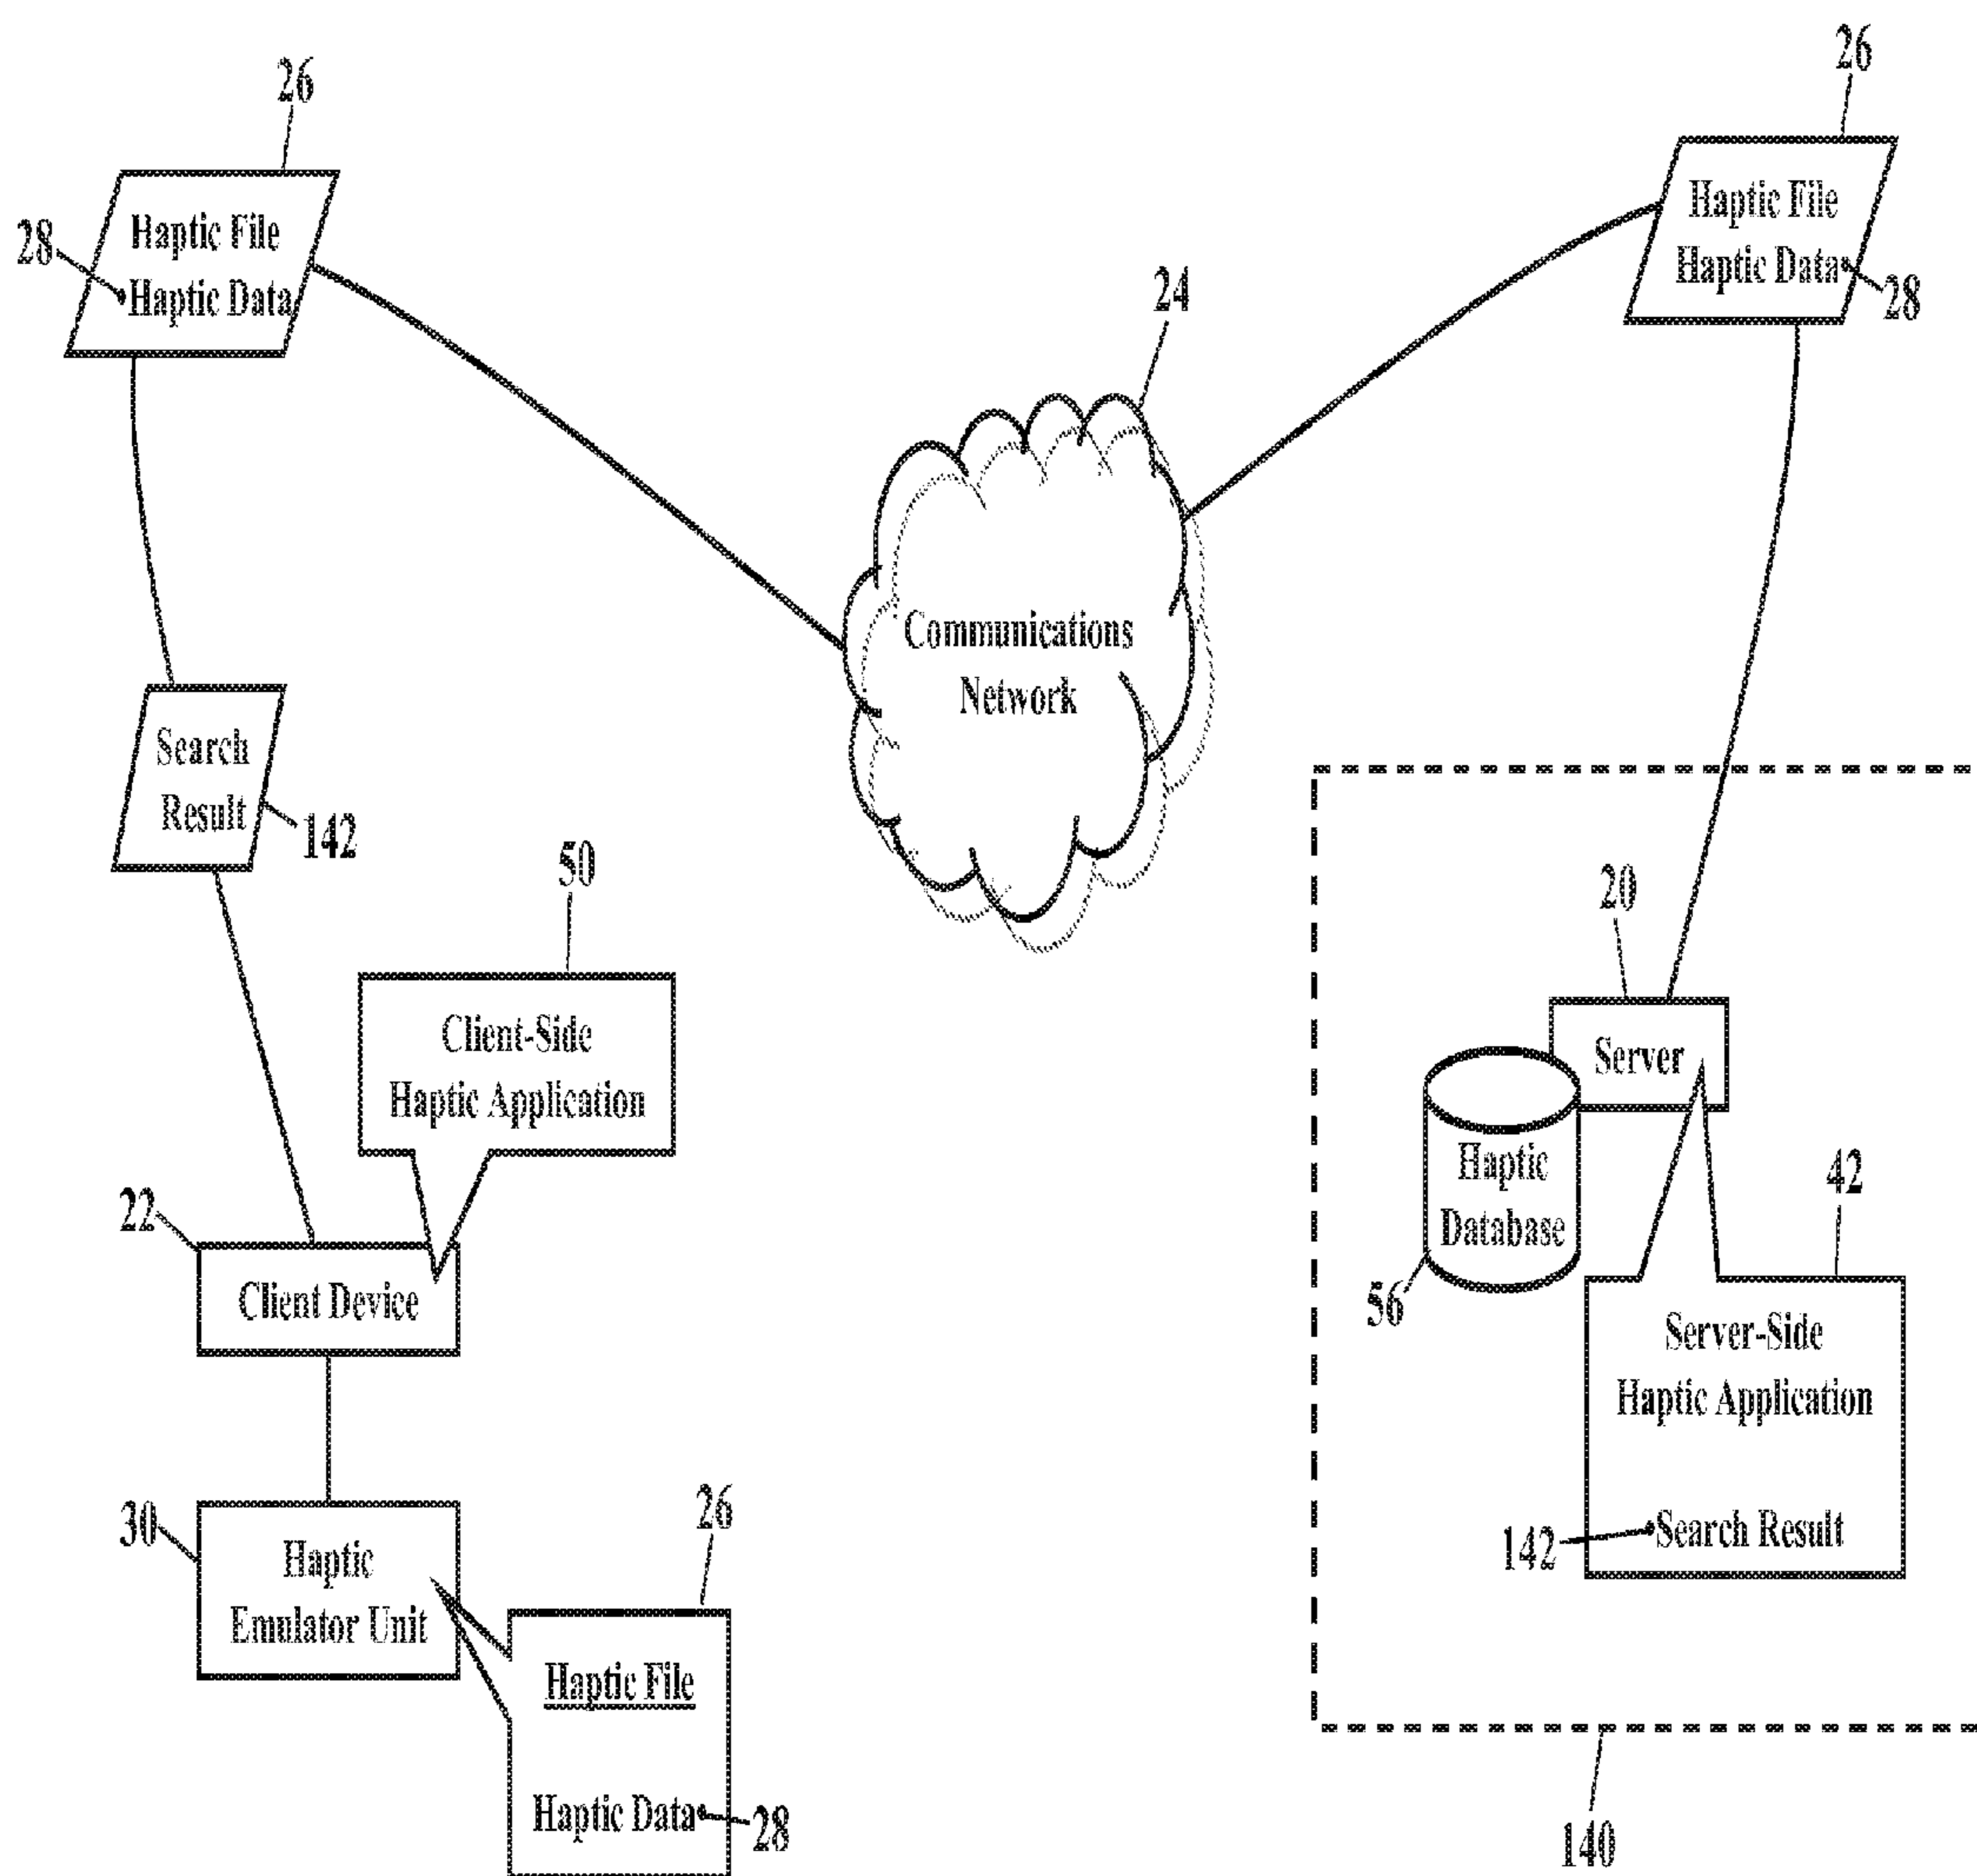 26
Haptic File
28
Haptic Data
26
Haptic File
Haptic Data
28
24
Communications
Network
Search
Result
142
50
Client-Side
Haptic Application
22
Client Device
30
Haptic
Emulator Unit
26
Haptic File
Haptic Data
28
20
Server
Haptic
Database
56
42
Server-Side
Haptic Application
142
Search Result
140